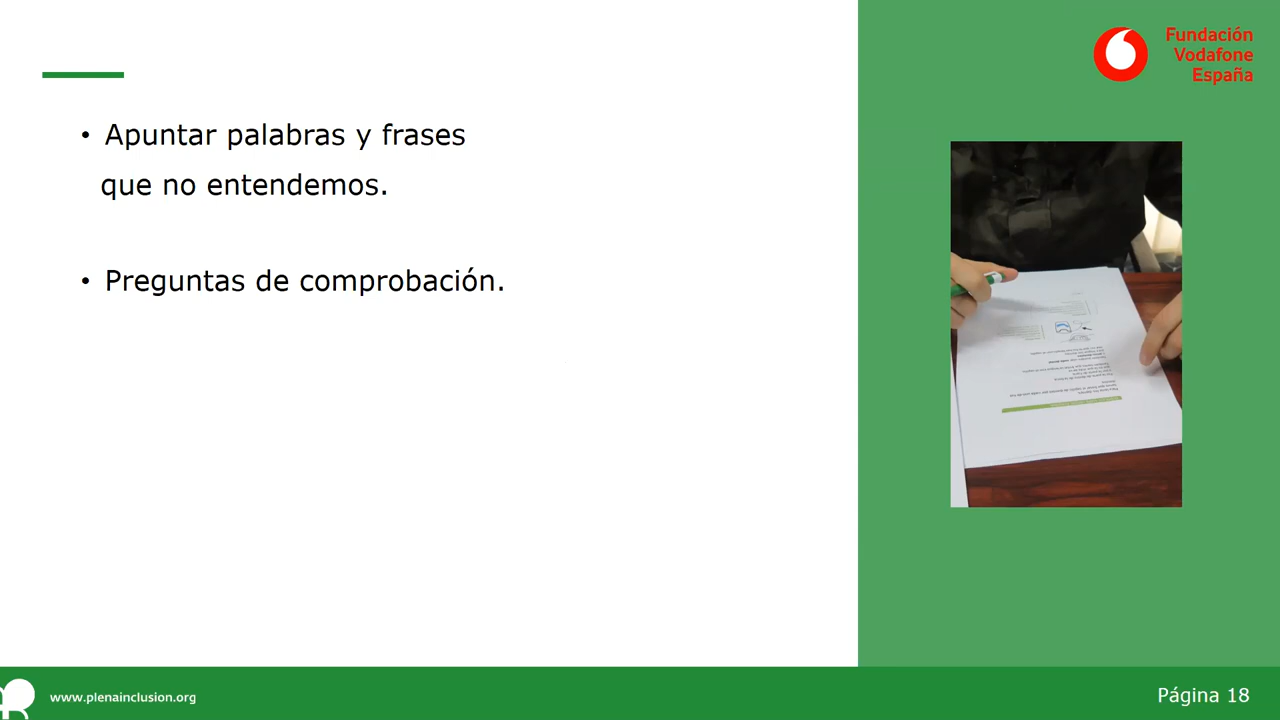 Fundación
Vodafone
España
• Apuntar palabras y frases
que no entendemos.
• Preguntas de comprobación.
www.plenainclusion.org
Página 18